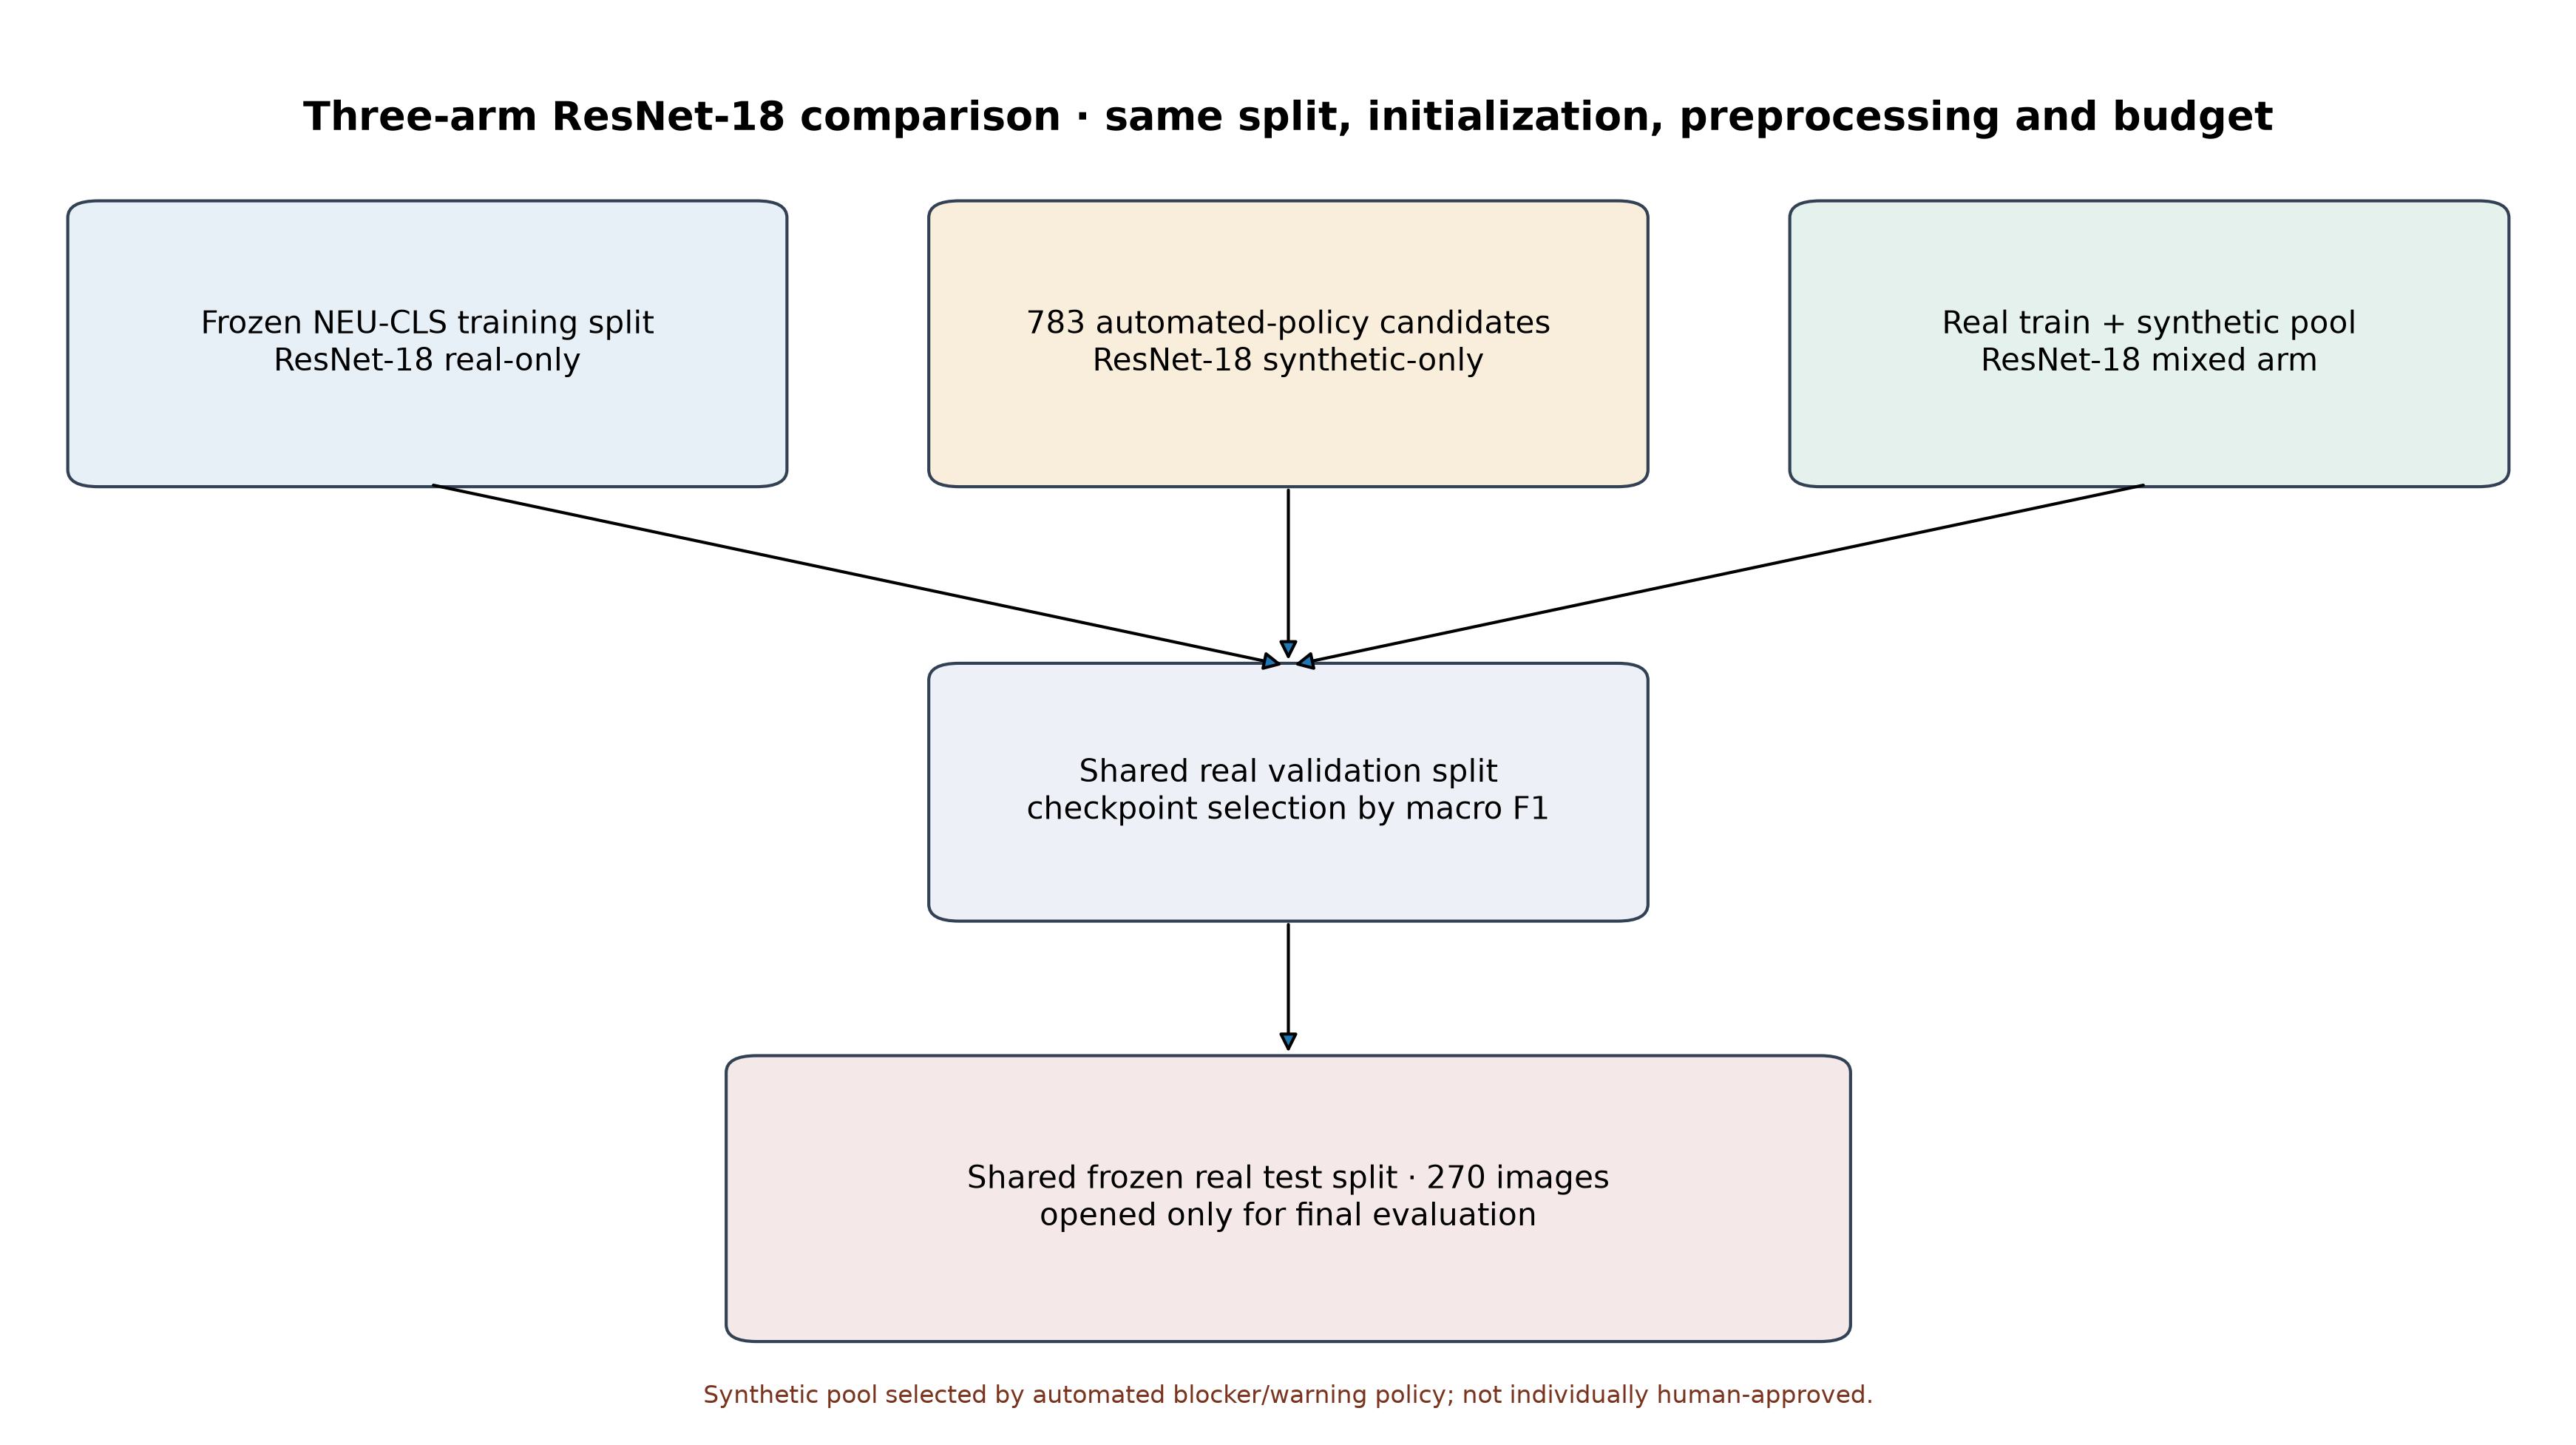 Three-arm ResNet-18 comparison · same split, initialization, preprocessing and budget
Frozen NEU-CLS training split
ResNet-18 real-only
783 automated-policy candidates
ResNet-18 synthetic-only
Real train + synthetic pool
ResNet-18 mixed arm
Shared real validation split
checkpoint selection by macro F1
Shared frozen real test split · 270 images
opened only for final evaluation
Synthetic pool selected by automated blocker/warning policy; not individually human-approved.